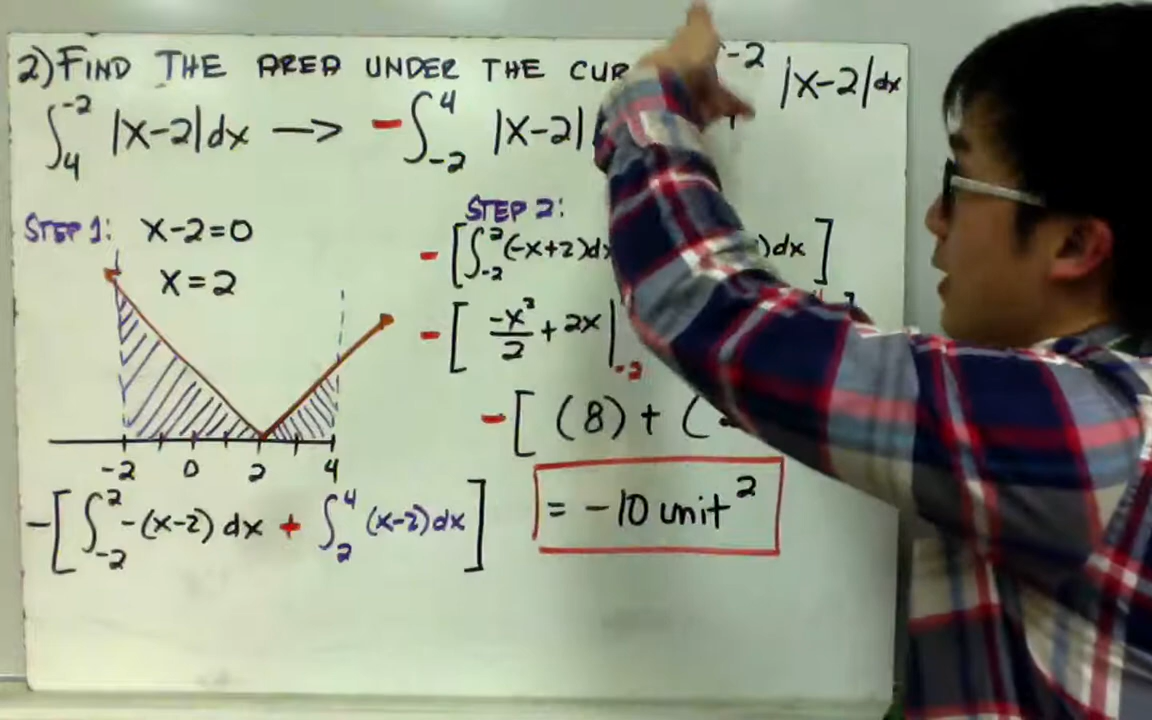 2) FIND THE AREA UNDER THE -2 |X-2|dx
∫₄⁻² |X-2|dx → -∫₋₂⁴ |X-2|
STEP 1: X-2=0
X=2
-2 0 2 4
-[∫₋₂² -(x-2) dx + ∫₂⁴ (x-2)dx]
STEP 2:
-[∫₋₂² (-x+2)dx )dx]
-[ -x²/2 + 2x |₋₂
-[ (8) + (
= -10 unit²